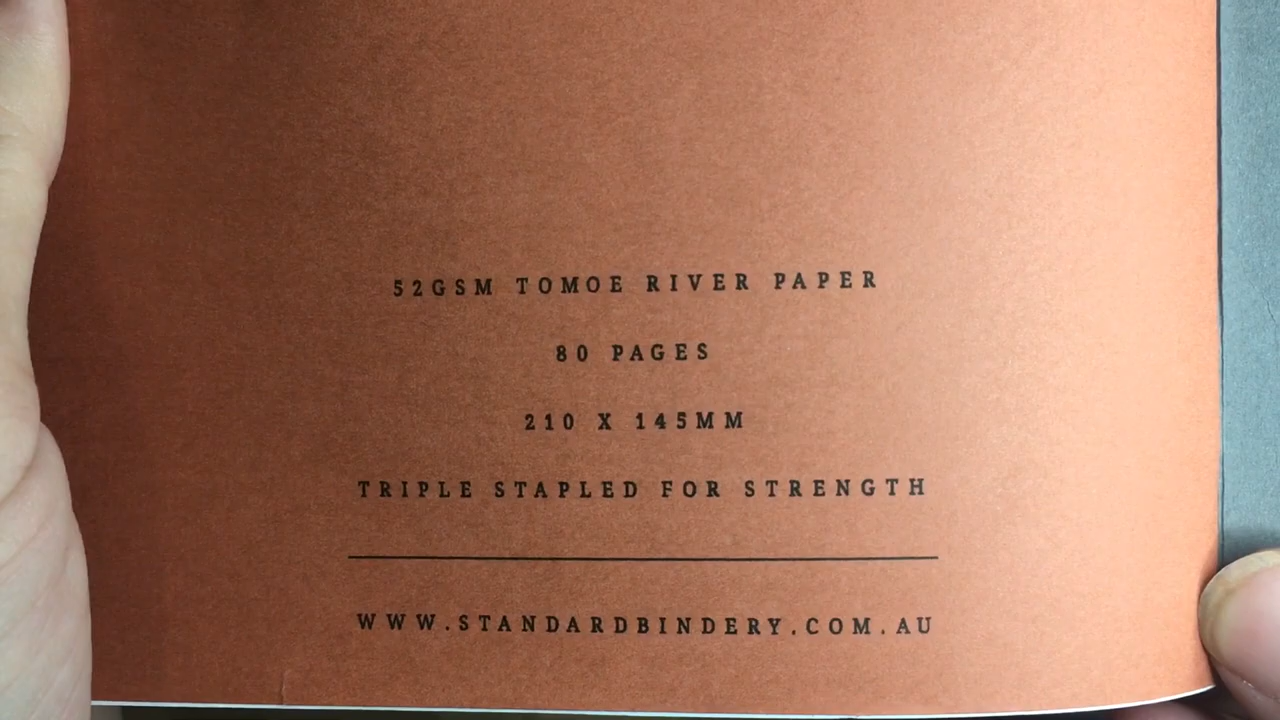 52GSM TOMOE RIVER PAPER
80 PAGES
210 X 145MM
TRIPLE STAPLED FOR STRENGTH
WWW.STANDARDBINDERY.COM.AU